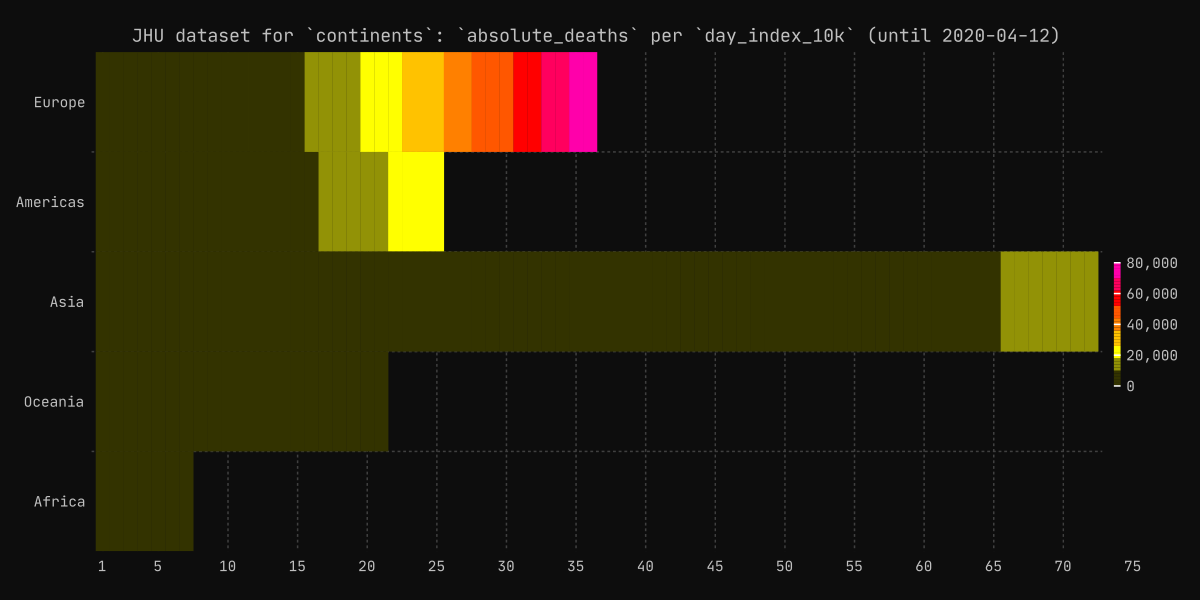 JHU dataset for `continents`: `absolute_deaths` per `day_index_10k` (until 2020-04-12)
Europe
Americas
Asia
Oceania
Africa
80,000
60,000
40,000
20,000
0
1 5 10 15 20 25 30 35 40 45 50 55 60 65 70 75